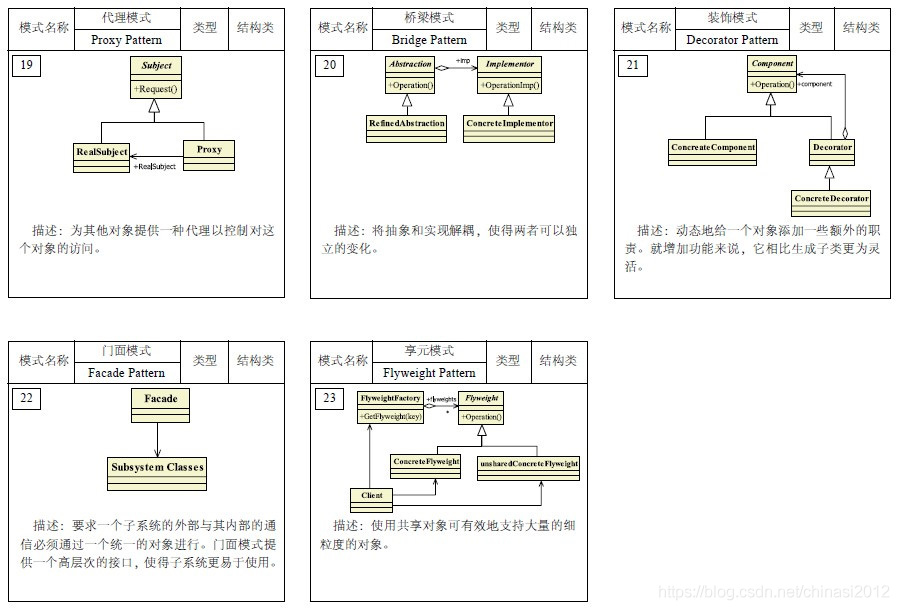 模式名称
代理模式
Proxy Pattern
类型
结构类
19
Subject
+Request()
RealSubject
Proxy
+RealSubject
描述：为其他对象提供一种代理以控制对这
个对象的访问。
模式名称
桥梁模式
Bridge Pattern
类型
结构类
20
Abstraction
+imp
Implementor
+Operation()
+OperationImp()
RefinedAbstraction
ConcreteImplementor
描述：将抽象和实现解耦，使得两者可以
独立的变化。
模式名称
装饰模式
Decorator Pattern
类型
结构类
21
Component
+Operation()
+component
ConcreateComponent
Decorator
ConcreteDecorator
描述：动态地给一个对象添加一些额外的职
责。就增加功能来说，它相比生成子类更为灵
活。
模式名称
门面模式
Facade Pattern
类型
结构类
22
Facade
Subsystem Classes
描述：要求一个子系统的外部与其内部的通
信必须通过一个统一的对象进行。门面模式提
供一个高层次的接口，使得子系统更易于使用。
模式名称
享元模式
Flyweight Pattern
类型
结构类
23
FlyweightFactory
+flyweights
*
Flyweight
+GetFlyweight(key)
+Operation()
ConcreteFlyweight
unsharedConcreteFlyweight
Client
描述：使用共享对象可有效地支持大量的细
粒度的对象。
https://blog.csdn.net/chinasi2012